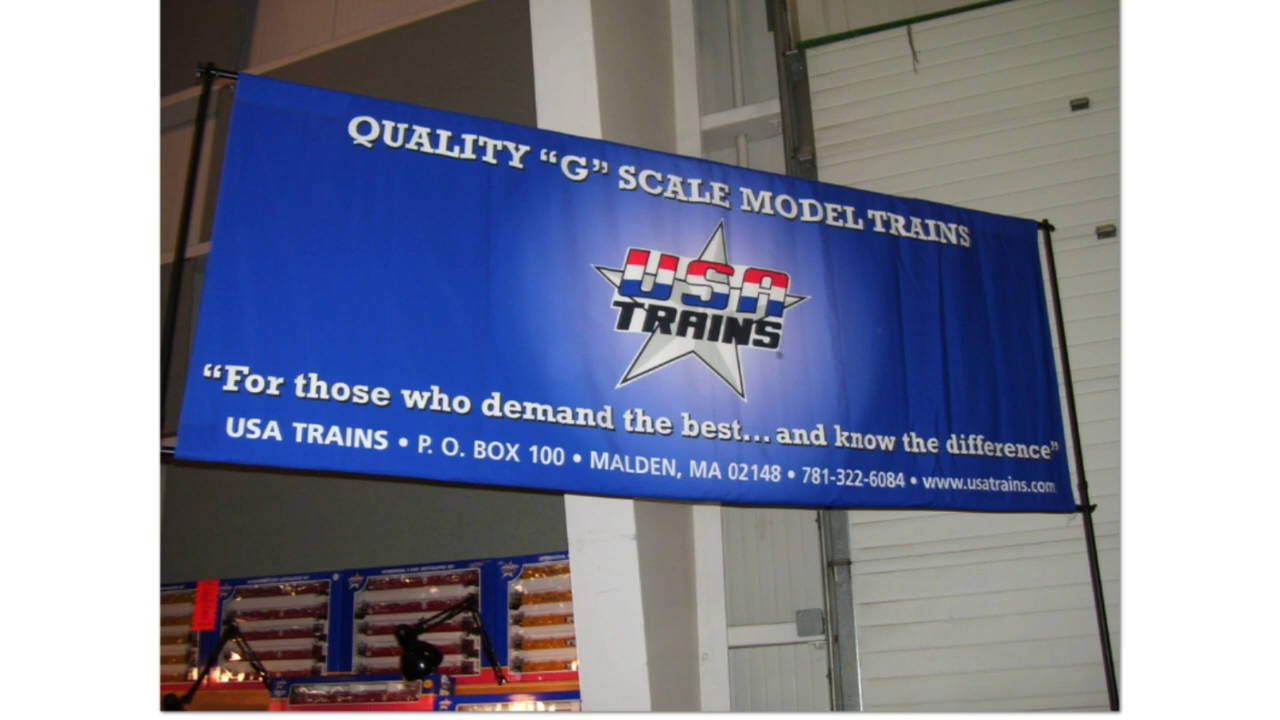 QUALITY “G” SCALE MODEL TRAINS
USA
TRAINS
“For those who demand the best... and know the difference”
USA TRAINS • P. O. BOX 100 • MALDEN, MA 02148 • 781-322-6084 • www.usatrains.com